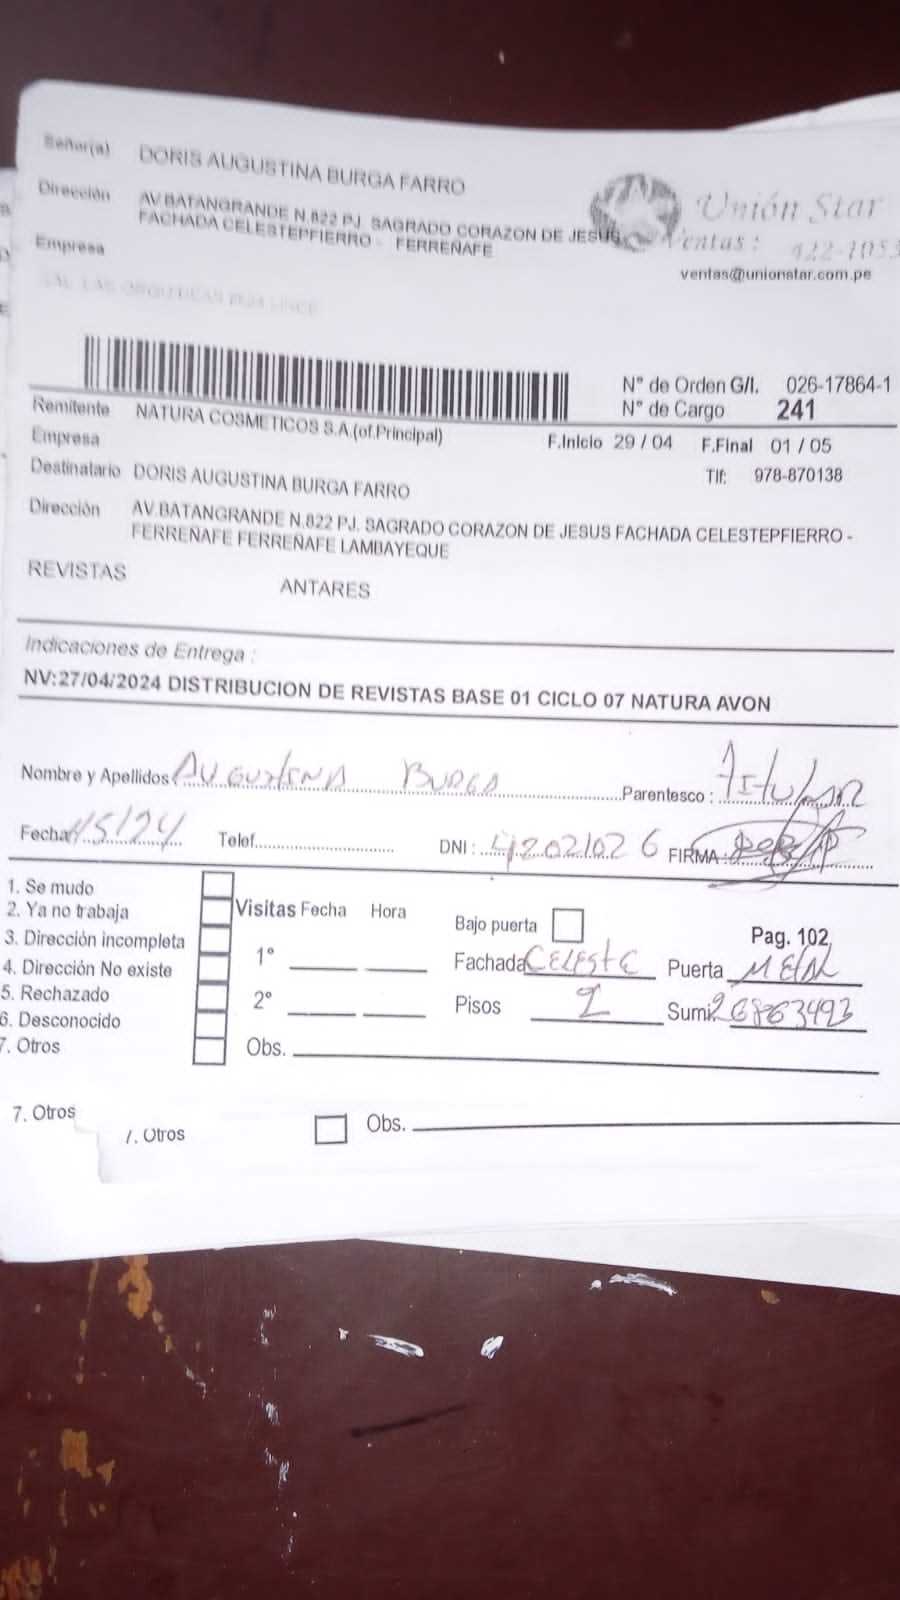 Señor(a) DORIS AUGUSTINA BURGA FARRO
Dirección AV.BATANGRANDE N.822 PJ. SAGRADO CORAZON DE JESUS
FACHADA CELESTEPFIERRO - FERREÑAFE
Empresa
Unión Star
Ventas : 422-1053
ventas@unionstar.com.pe
N° de Orden G/I. 026-17864-1
N° de Cargo 241
Remitente NATURA COSMETICOS S.A.(of.Principal)
Empresa
F.Inicio 29 / 04 F.Final 01 / 05
Destinatario DORIS AUGUSTINA BURGA FARRO
Tlf: 978-870138
Dirección AV.BATANGRANDE N.822 PJ. SAGRADO CORAZON DE JESUS FACHADA CELESTEPFIERRO -
FERREÑAFE FERREÑAFE LAMBAYEQUE
REVISTAS ANTARES
Indicaciones de Entrega :
NV:27/04/2024 DISTRIBUCION DE REVISTAS BASE 01 CICLO 07 NATURA AVON
Nombre y Apellidos AUGUSTINA BURGA Parentesco : TITULAR
Fecha 1/5/24 Telef. DNI : 42021026 FIRMA :
1. Se mudo
2. Ya no trabaja
3. Dirección incompleta
4. Dirección No existe
5. Rechazado
6. Desconocido
7. Otros
Visitas Fecha Hora
1°
2°
Obs.
Bajo puerta
Pag. 102
Fachada CELESTE Puerta METAL
Pisos 2 Sumi. 26863493
7. Otros
7. Otros Obs.